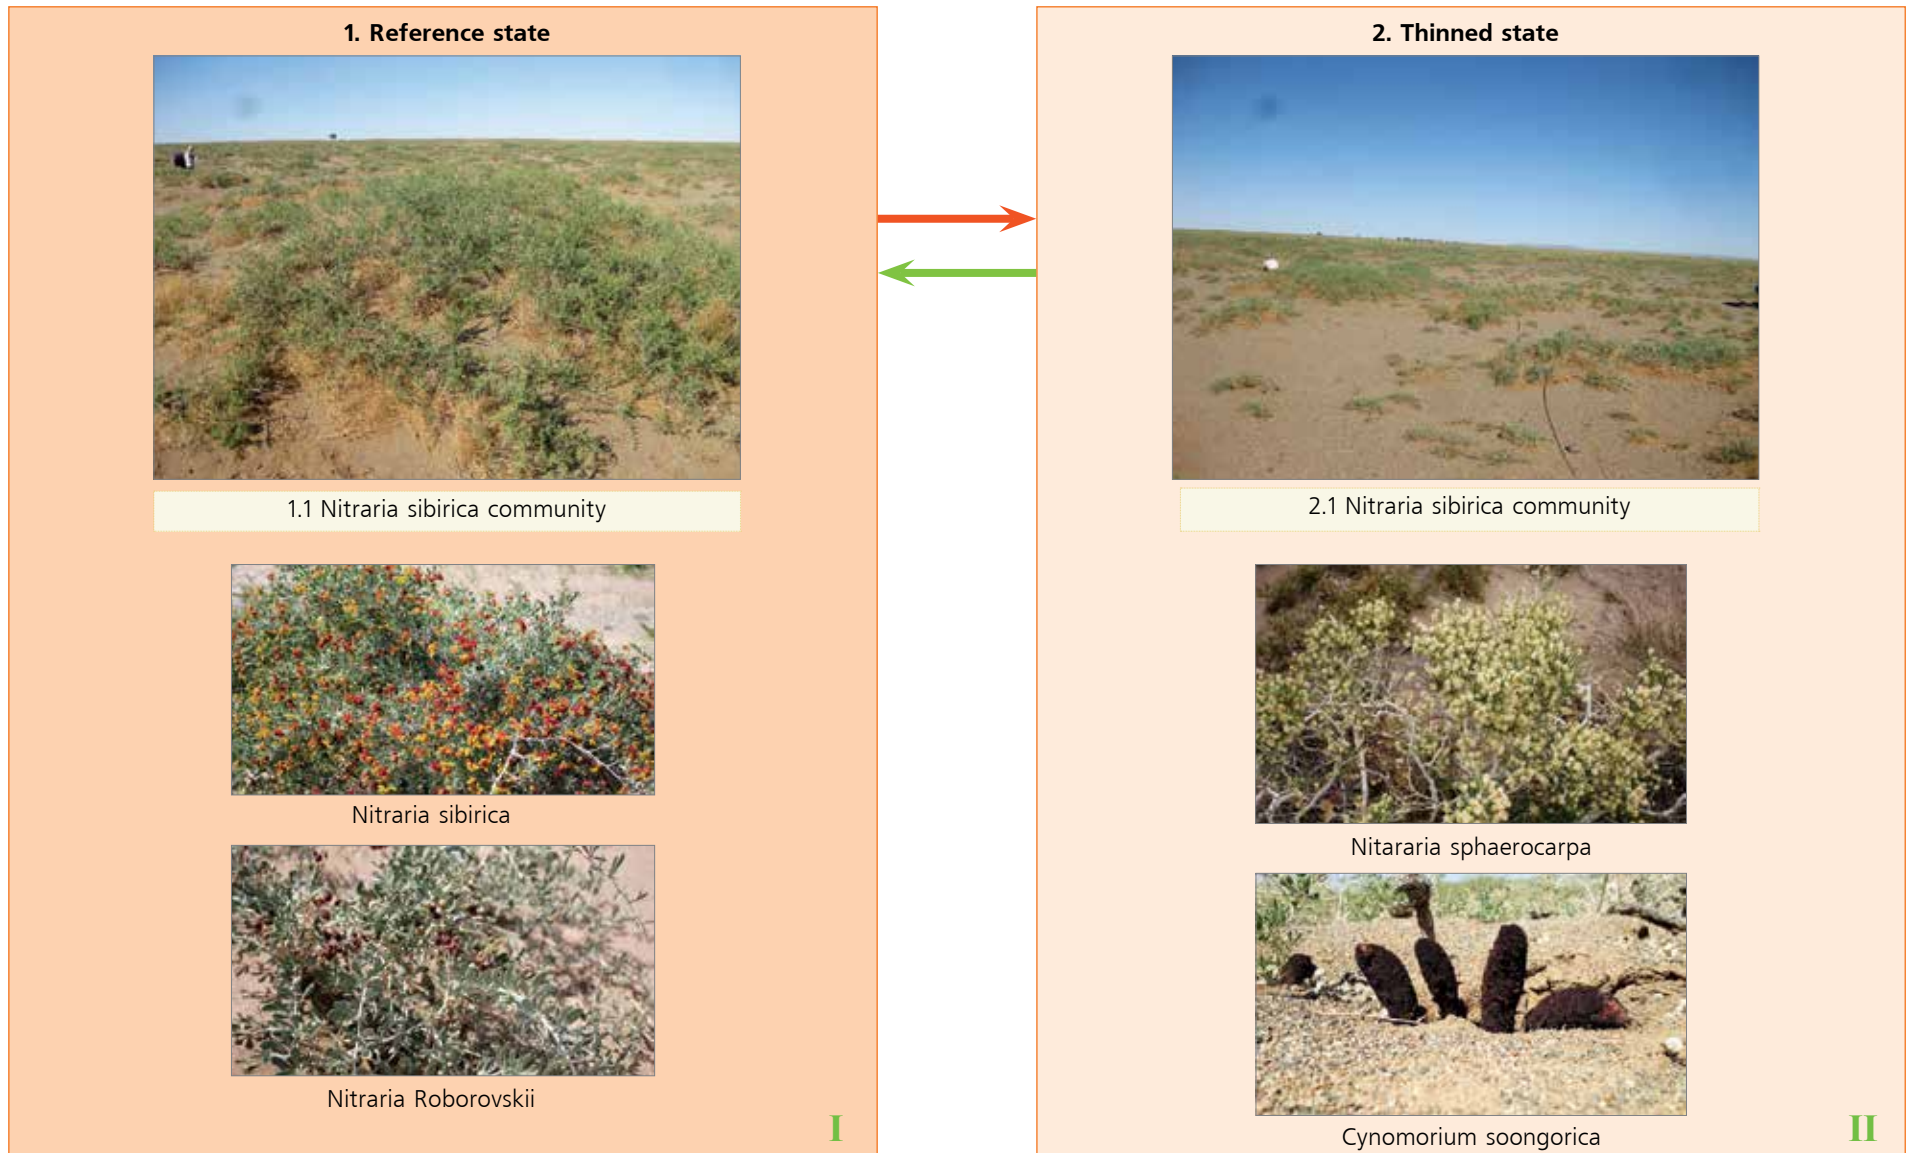 1. Reference state
1.1 Nitraria sibirica community
Nitraria sibirica
Nitraria Roborovskii
I
2. Thinned state
2.1 Nitraria sibirica community
Nitararia sphaerocarpa
Cynomorium soongorica
II